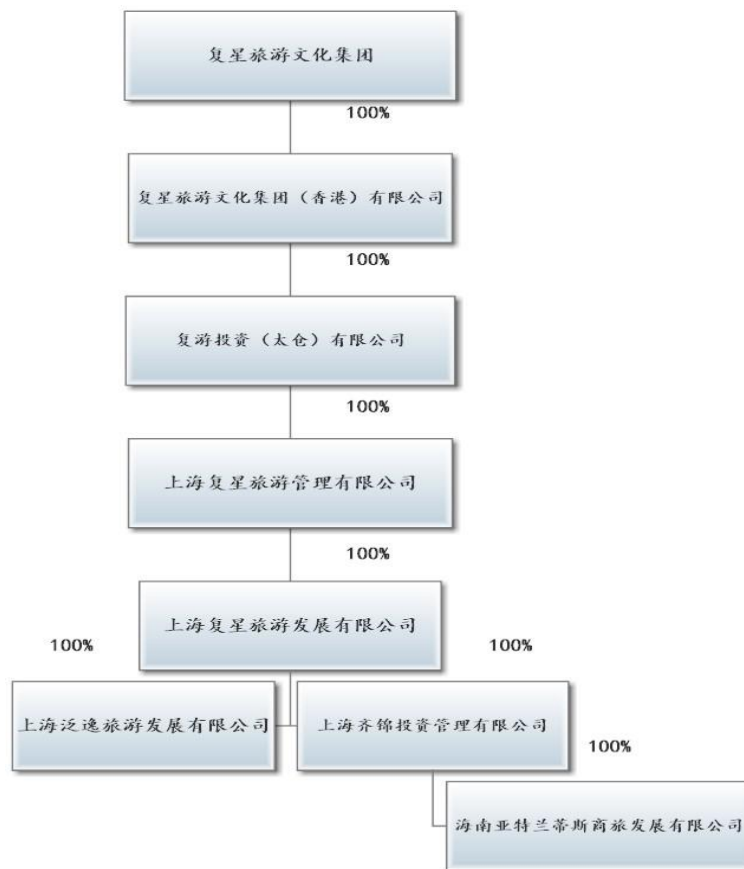 复星旅游文化集团
100%
复星旅游文化集团（香港）有限公司
100%
复游投资（太仓）有限公司
100%
上海复星旅游管理有限公司
100%
上海复星旅游发展有限公司
100%
100%
上海泛逸旅游发展有限公司
上海齐锦投资管理有限公司
100%
海南亚特兰蒂斯商旅发展有限公司